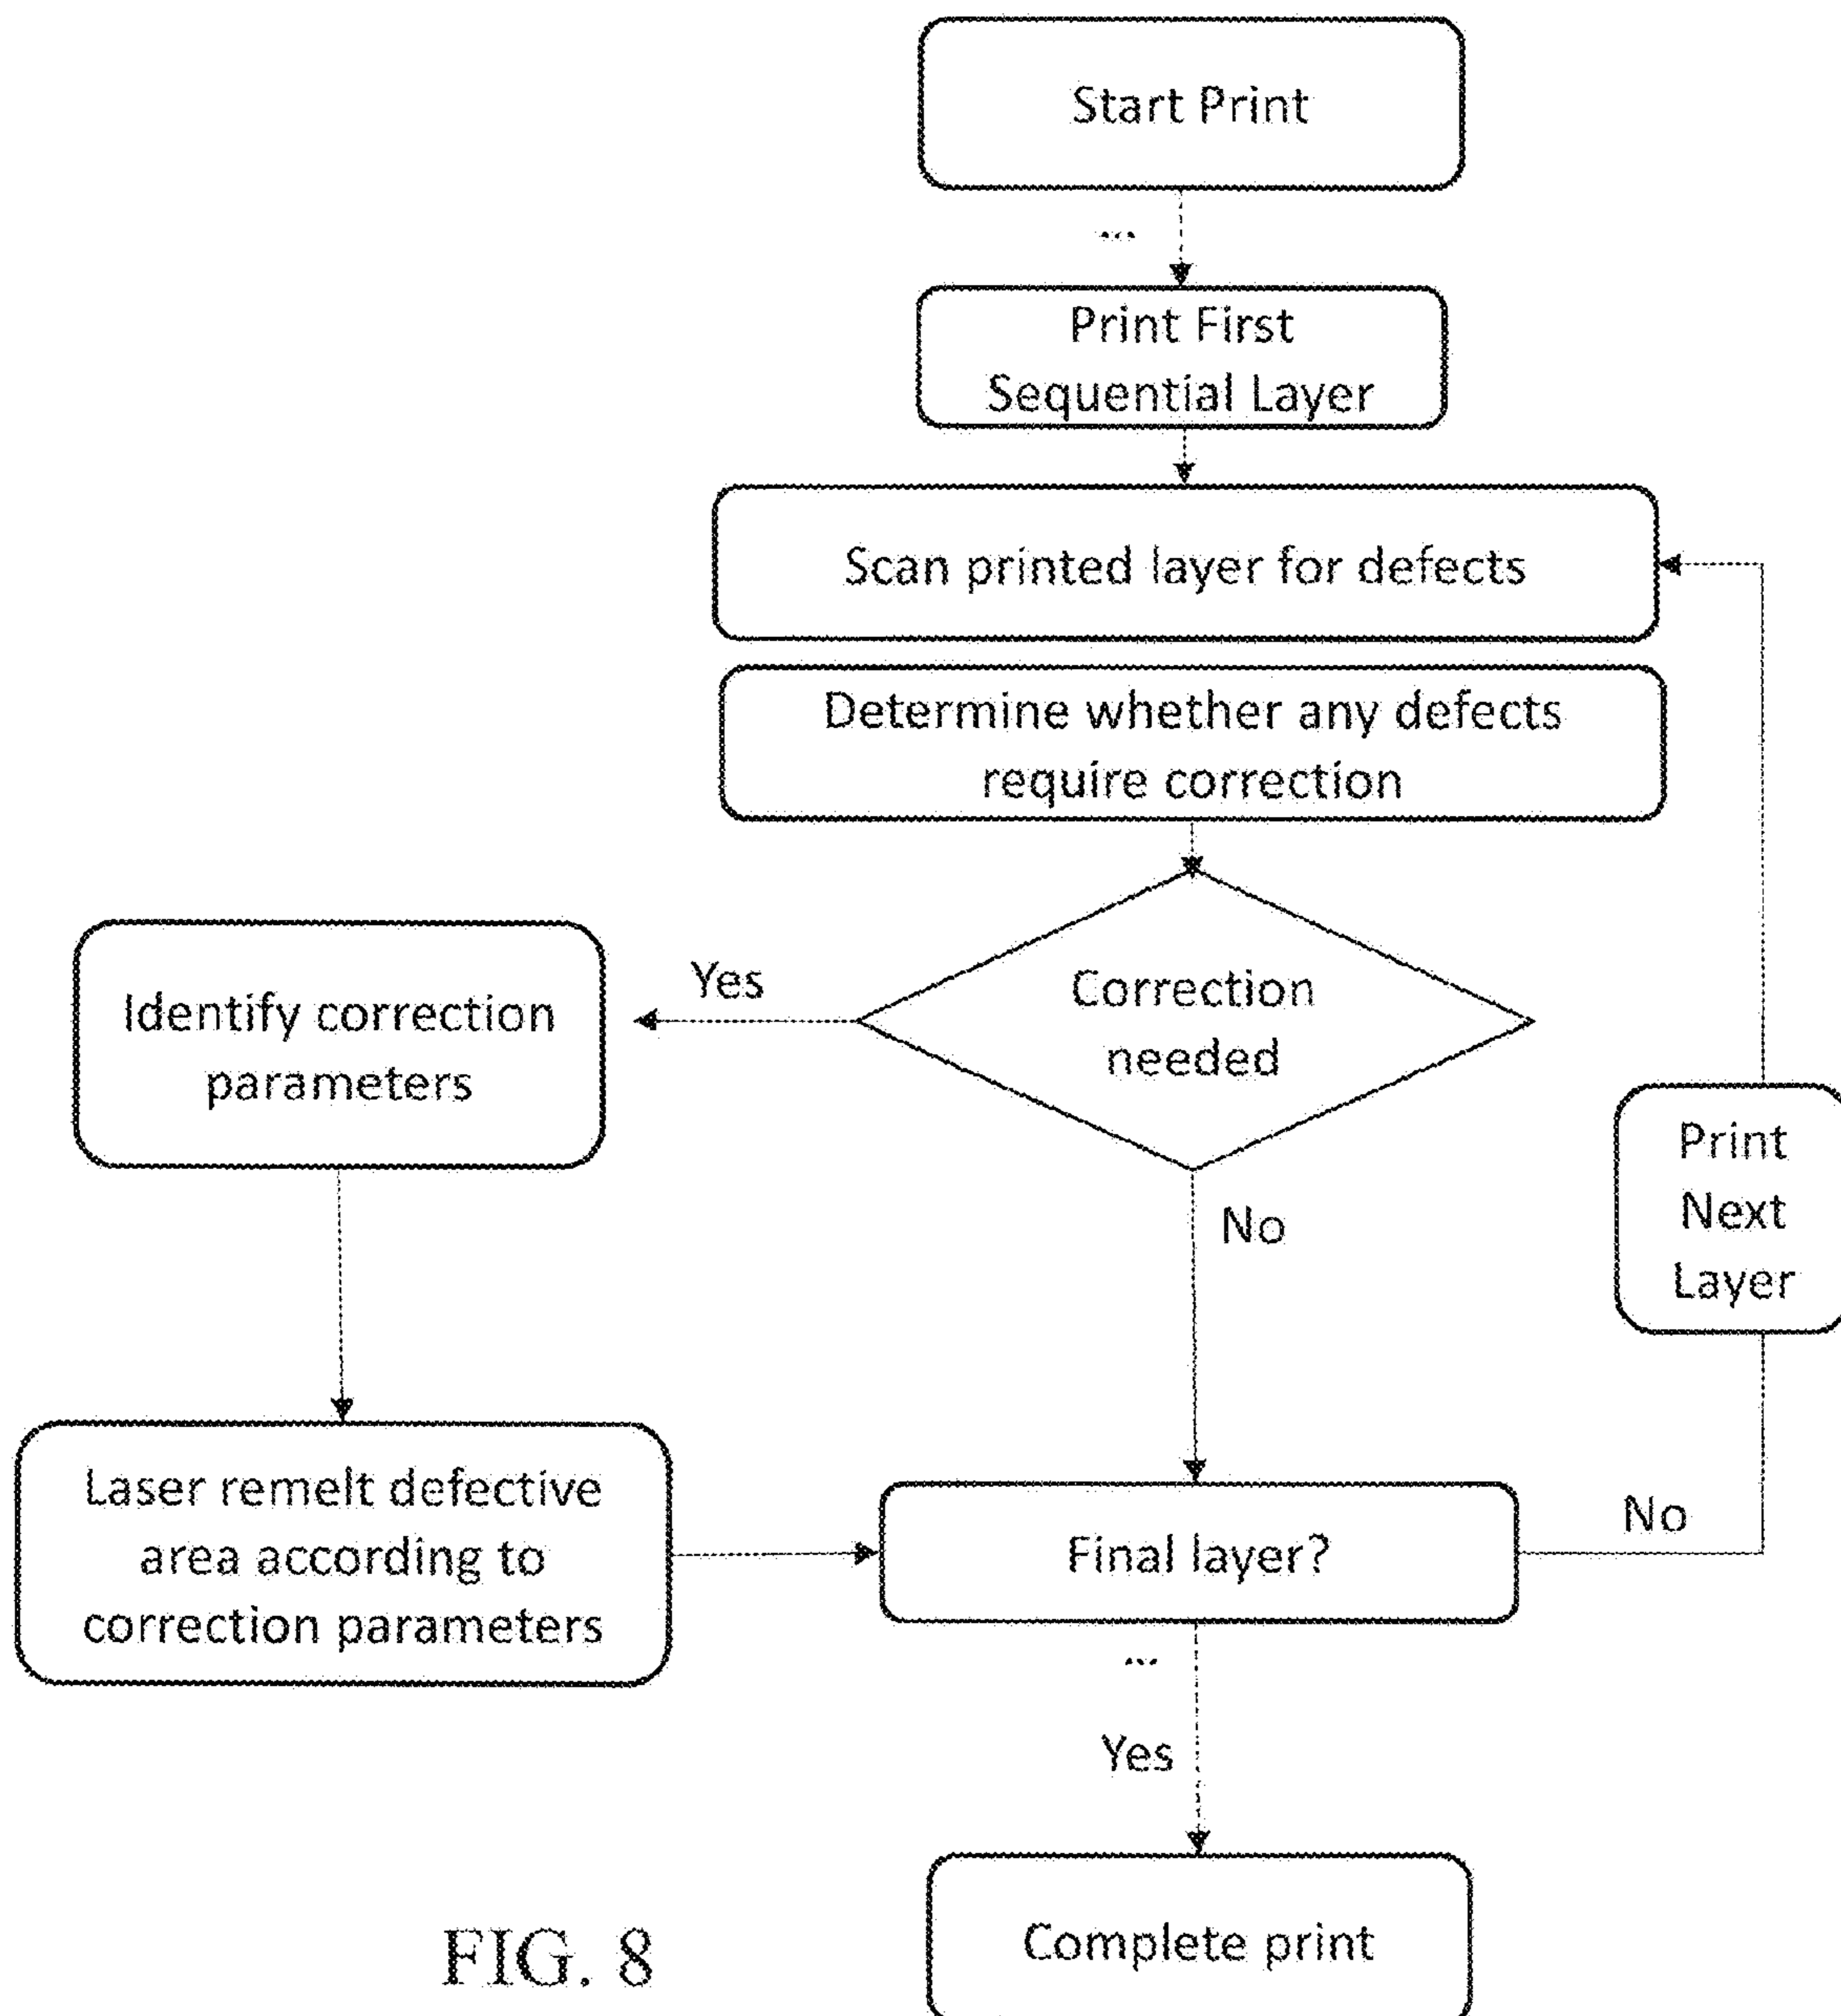 Start Print
...
Print First
Sequential Layer
Scan printed layer for defects
Determine whether any defects
require correction
Yes
Correction
needed
Identify correction
parameters
No
Print
Next
Layer
Laser remelt defective
area according to
correction parameters
Final layer?
No
...
Yes
Complete print
FIG. 8